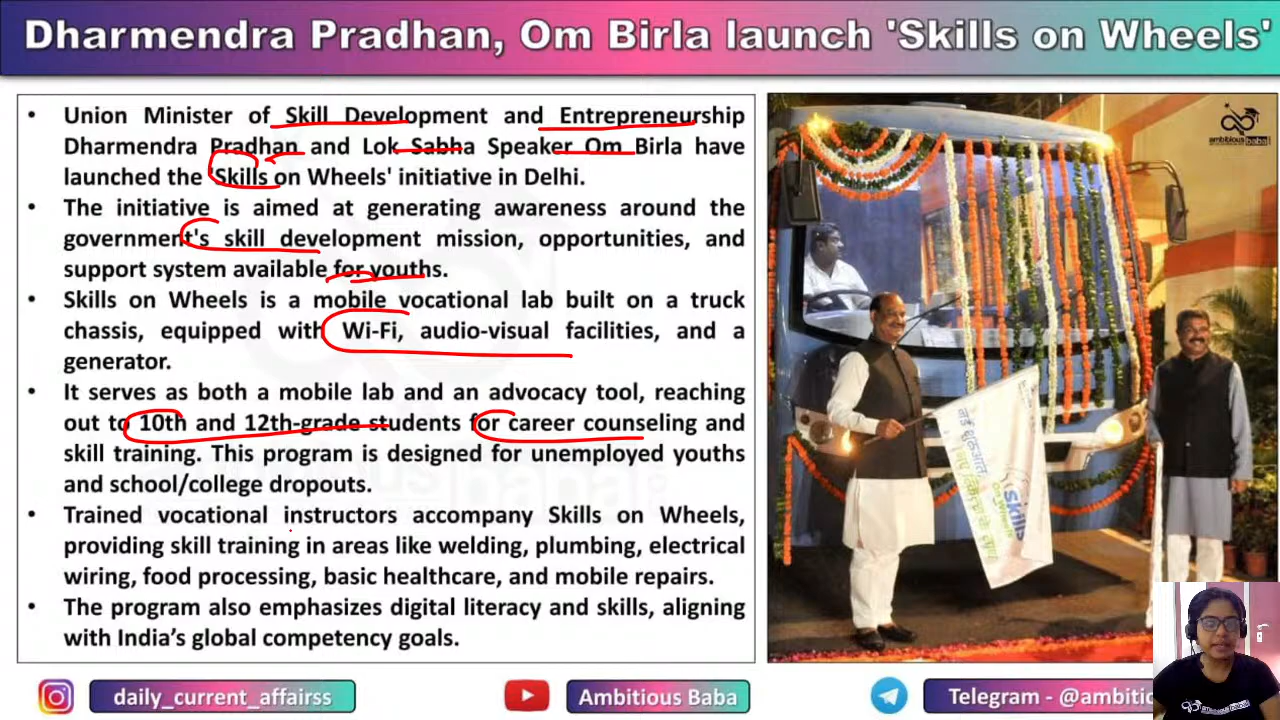 Dharmendra Pradhan, Om Birla launch 'Skills on Wheels'
• Union Minister of Skill Development and Entrepreneurship
Dharmendra Pradhan and Lok Sabha Speaker Om Birla have
launched the 'Skills on Wheels' initiative in Delhi.
• The initiative is aimed at generating awareness around the
government's skill development mission, opportunities, and
support system available for youths.
• Skills on Wheels is a mobile vocational lab built on a truck
chassis, equipped with Wi-Fi, audio-visual facilities, and a
generator.
• It serves as both a mobile lab and an advocacy tool, reaching
out to 10th and 12th-grade students for career counseling and
skill training. This program is designed for unemployed youths
and school/college dropouts.
• Trained vocational instructors accompany Skills on Wheels,
providing skill training in areas like welding, plumbing, electrical
wiring, food processing, basic healthcare, and mobile repairs.
• The program also emphasizes digital literacy and skills, aligning
with India's global competency goals.
ambitious
baba
Skills
on Wheels
daily_current_affairss
Ambitious Baba
Telegram - @ambitio